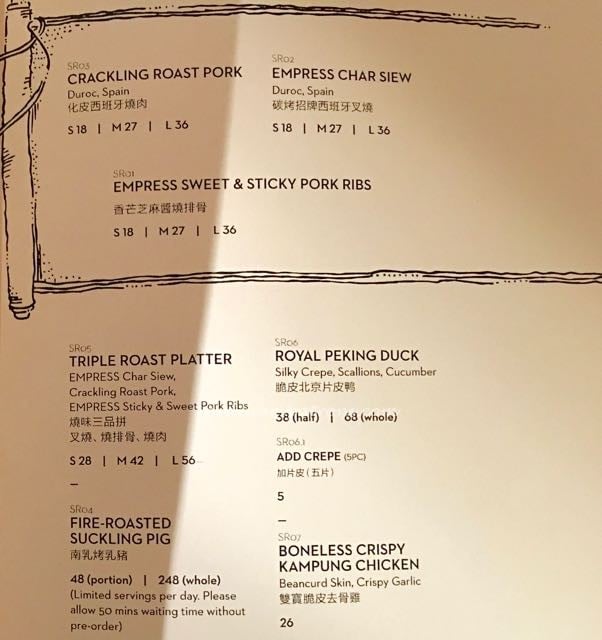 SR03
CRACKLING ROAST PORK
Duroc, Spain
化皮西班牙燒肉
S 18 | M 27 | L 36
SR02
EMPRESS CHAR SIEW
Duroc, Spain
碳烤招牌西班牙叉燒
S 18 | M 27 | L 36
SR01
EMPRESS SWEET & STICKY PORK RIBS
香芒芝麻醬燒排骨
S 18 | M 27 | L 36
SR05
TRIPLE ROAST PLATTER
EMPRESS Char Siew,
Crackling Roast Pork,
EMPRESS Sticky & Sweet Pork Ribs
燒味三品拼
叉燒、燒排骨、燒肉
S 28 | M 42 | L 56
–
SR04
FIRE-ROASTED
SUCKLING PIG
南乳烤乳豬
48 (portion) | 248 (whole)
(Limited servings per day. Please
allow 50 mins waiting time without
pre-order)
SR06
ROYAL PEKING DUCK
Silky Crepe, Scallions, Cucumber
脆皮北京片皮鸭
38 (half) | 68 (whole)
SR06.1
ADD CREPE (5PC)
加片皮 (五片)
5
–
SR07
BONELESS CRISPY
KAMPUNG CHICKEN
Beancurd Skin, Crispy Garlic
雙寶脆皮去骨雞
26